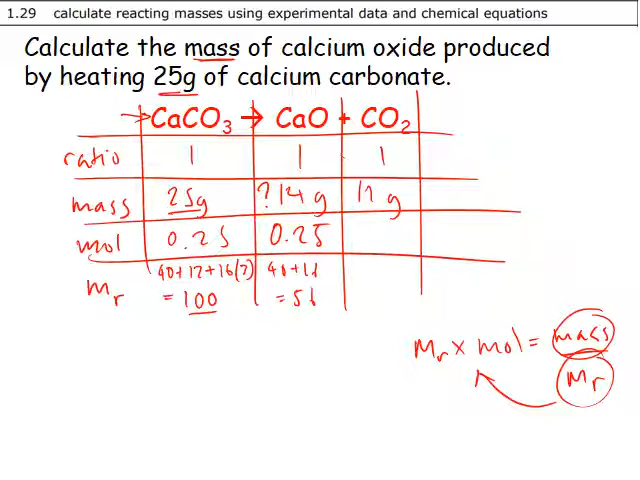 1.29 calculate reacting masses using experimental data and chemical equations
Calculate the mass of calcium oxide produced
by heating 25g of calcium carbonate.
→CaCO₃ → CaO + CO₂
ratio 1 1 1
mass 25g ? 14 g 11 g
mol 0.25 0.25
Mr 40+12+16(3) 40+16
= 100 = 56
Mr × mol = mass
Mr